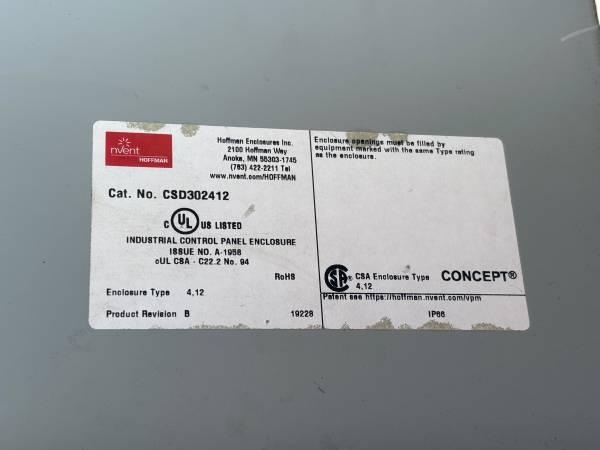 nvent
HOFFMAN
Hoffman Enclosures Inc.
2100 Hoffman Way
Anoka, MN 55303-1745
(763) 422-2211 Tel
www.nvent.com/HOFFMAN
Cat. No. CSD302412
C UL US LISTED
INDUSTRIAL CONTROL PANEL ENCLOSURE
ISSUE NO. A-1958
cUL CSA - C22.2 No. 94
RoHS
Enclosure Type 4,12
Product Revision B 19228
Enclosure openings must be filled by
equipment marked with the same Type rating
as the enclosure.
SA ® CSA Enclosure Type CONCEPT®
4,12
Patent see https://hoffman.nvent.com/vpm
IP66